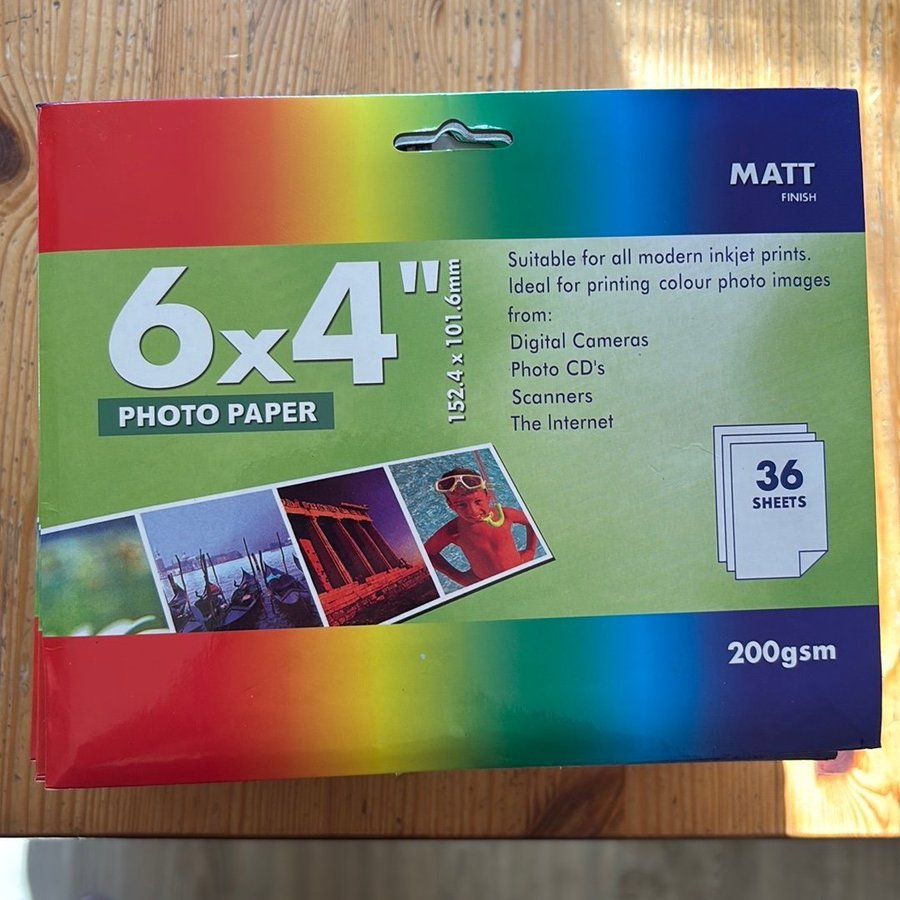 MATT
FINISH
6x4"
152.4 x 101.6mm
PHOTO PAPER
Suitable for all modern inkjet prints.
Ideal for printing colour photo images
from:
Digital Cameras
Photo CD's
Scanners
The Internet
36
SHEETS
200gsm